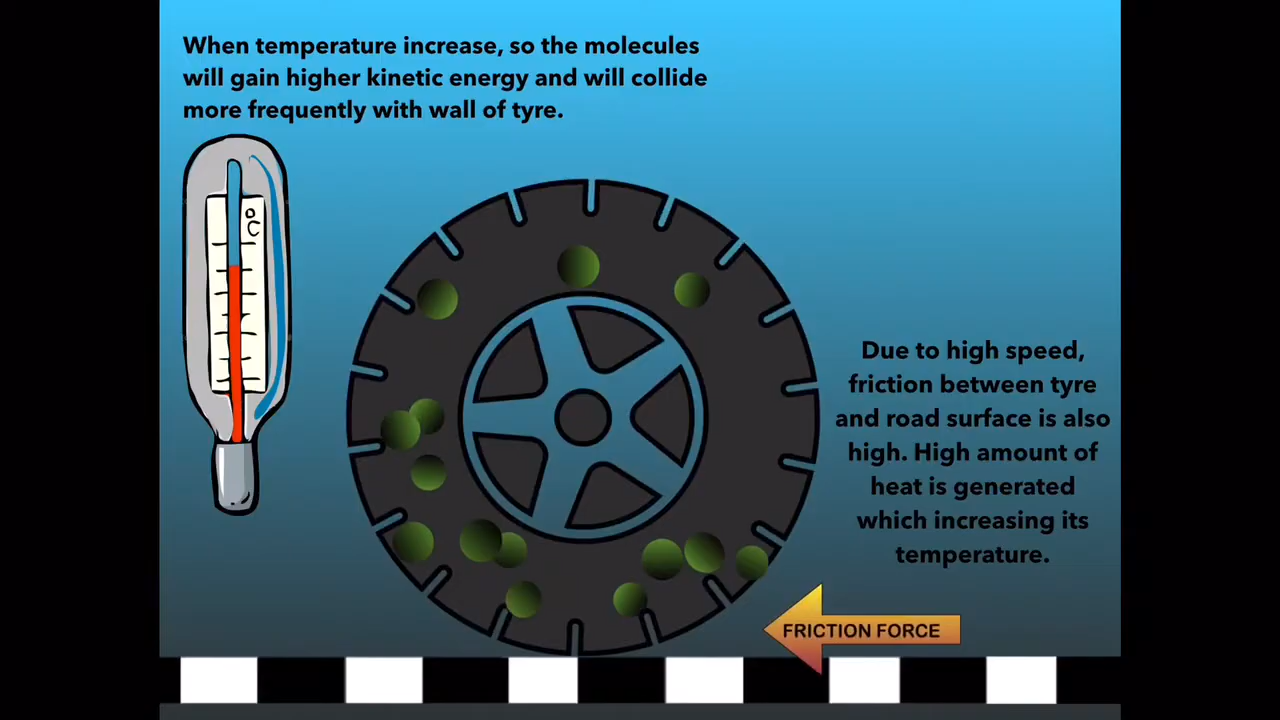 When temperature increase, so the molecules
will gain higher kinetic energy and will collide
more frequently with wall of tyre.
°C
Due to high speed,
friction between tyre
and road surface is also
high. High amount of
heat is generated
which increasing its
temperature.
FRICTION FORCE